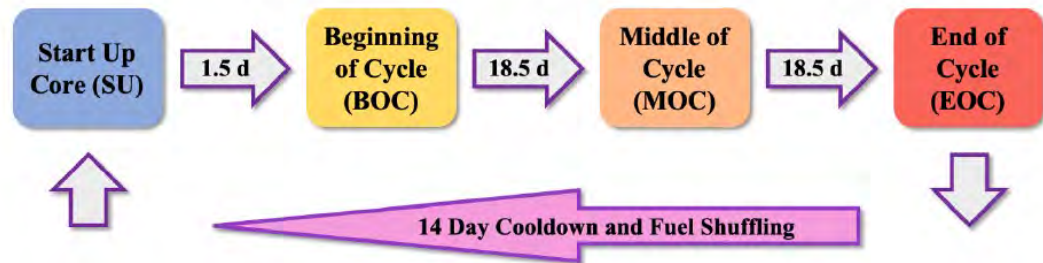 Start Up
Core (SU)
1.5 d
Beginning
of Cycle
(BOC)
18.5 d
Middle of
Cycle
(MOC)
18.5 d
End of
Cycle
(EOC)
14 Day Cooldown and Fuel Shuffling